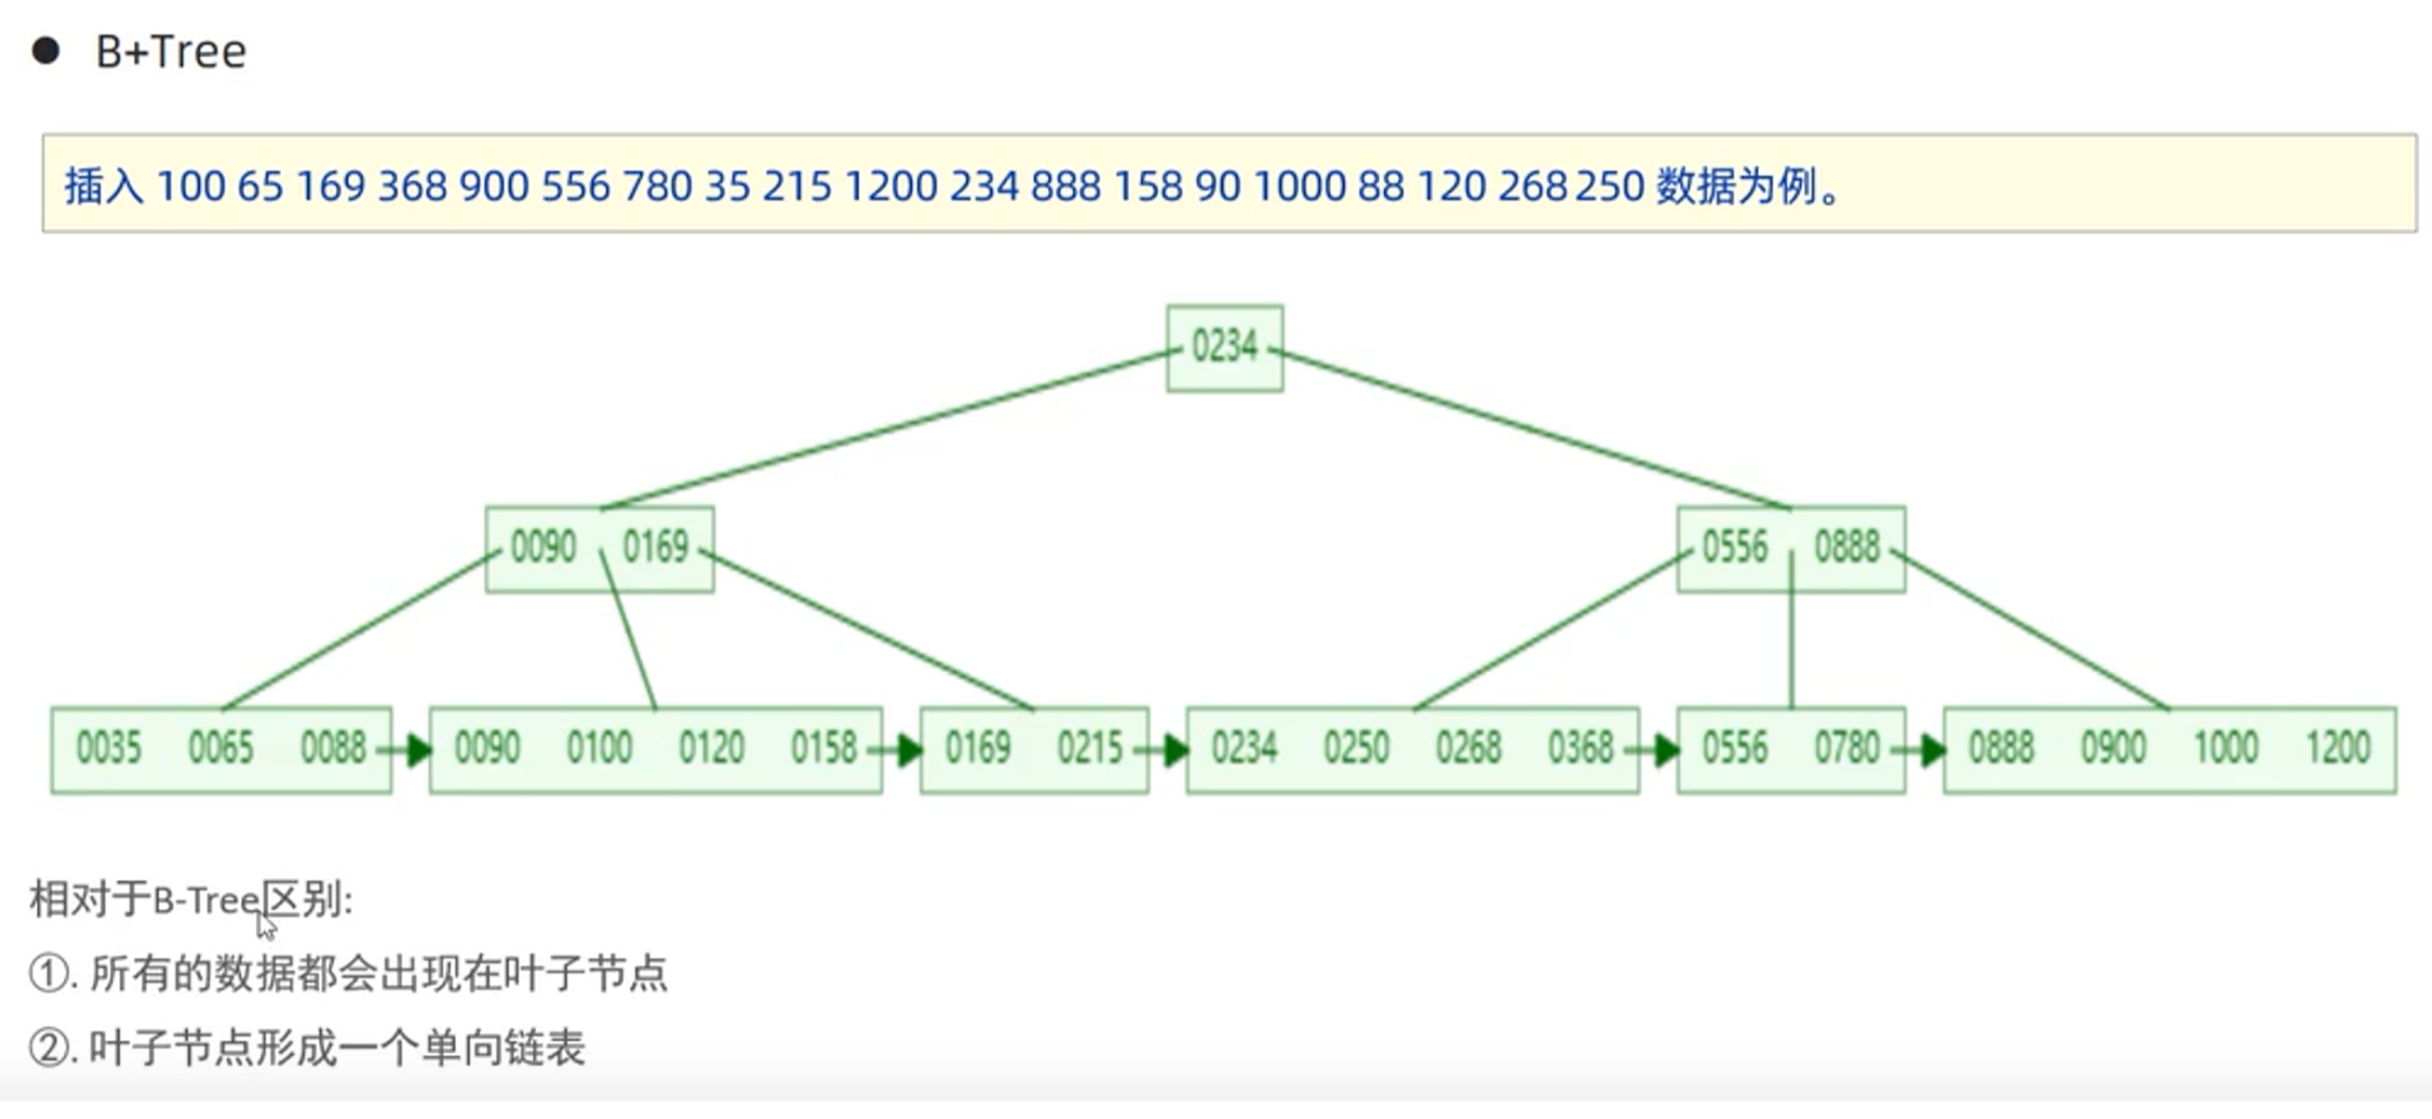 ● B+Tree
插入 100 65 169 368 900 556 780 35 215 1200 234 888 158 90 1000 88 120 268 250 数据为例。
0234
0090 0169 0556 0888
0035 0065 0088 0090 0100 0120 0158 0169 0215 0234 0250 0268 0368 0556 0780 0888 0900 1000 1200
相对于B-Tree区别:
①. 所有的数据都会出现在叶子节点
②. 叶子节点形成一个单向链表